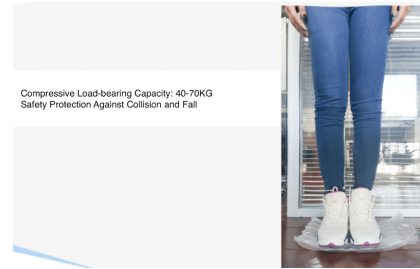 Compressive Load-bearing Capacity: 40-70KG
Safety Protection Against Collision and Fall